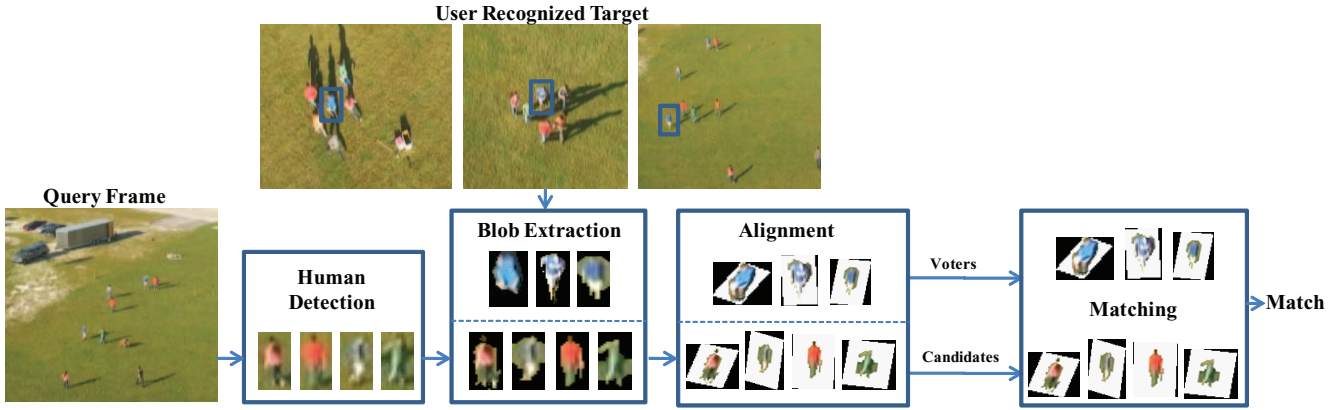 User Recognized Target
Query Frame
Human
Detection
Blob Extraction
Alignment
Voters
Candidates
Matching
Match